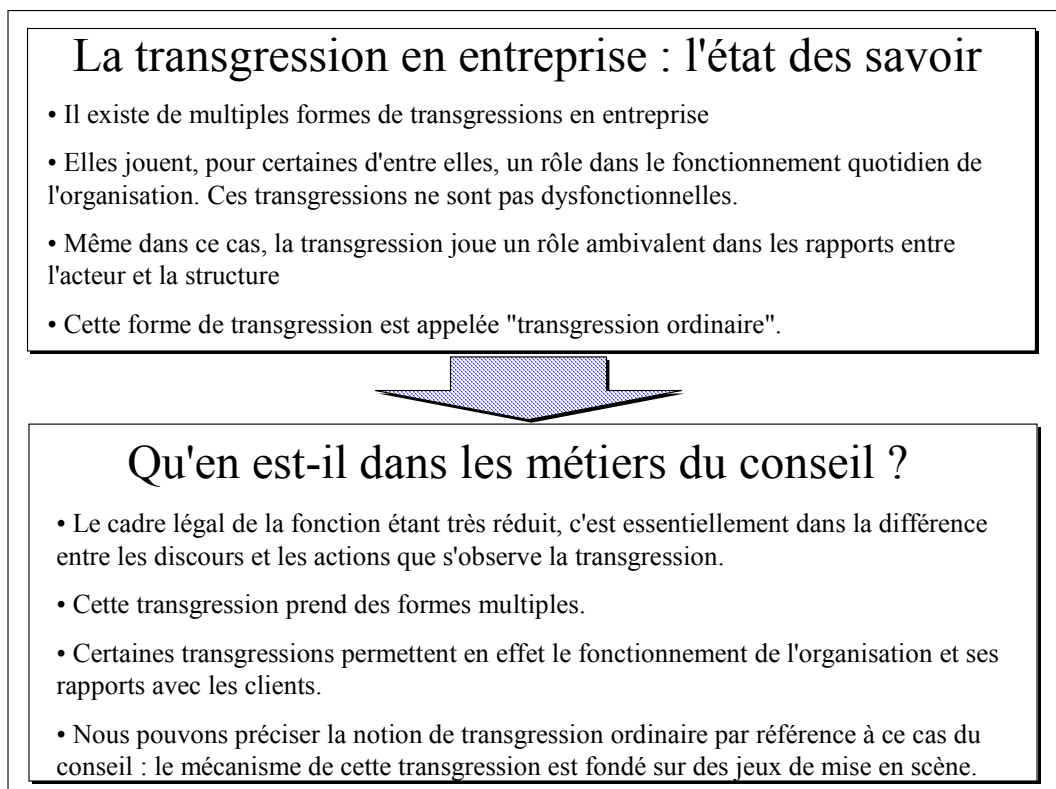 La transgression en entreprise : l'état des savoir
• Il existe de multiples formes de transgressions en entreprise
• Elles jouent, pour certaines d'entre elles, un rôle dans le fonctionnement quotidien de
l'organisation. Ces transgressions ne sont pas dysfonctionnelles.
• Même dans ce cas, la transgression joue un rôle ambivalent dans les rapports entre
l'acteur et la structure
• Cette forme de transgression est appelée "transgression ordinaire".
Qu'en est-il dans les métiers du conseil ?
• Le cadre légal de la fonction étant très réduit, c'est essentiellement dans la différence
entre les discours et les actions que s'observe la transgression.
• Cette transgression prend des formes multiples.
• Certaines transgressions permettent en effet le fonctionnement de l'organisation et ses
rapports avec les clients.
• Nous pouvons préciser la notion de transgression ordinaire par référence à ce cas du
conseil : le mécanisme de cette transgression est fondé sur des jeux de mise en scène.